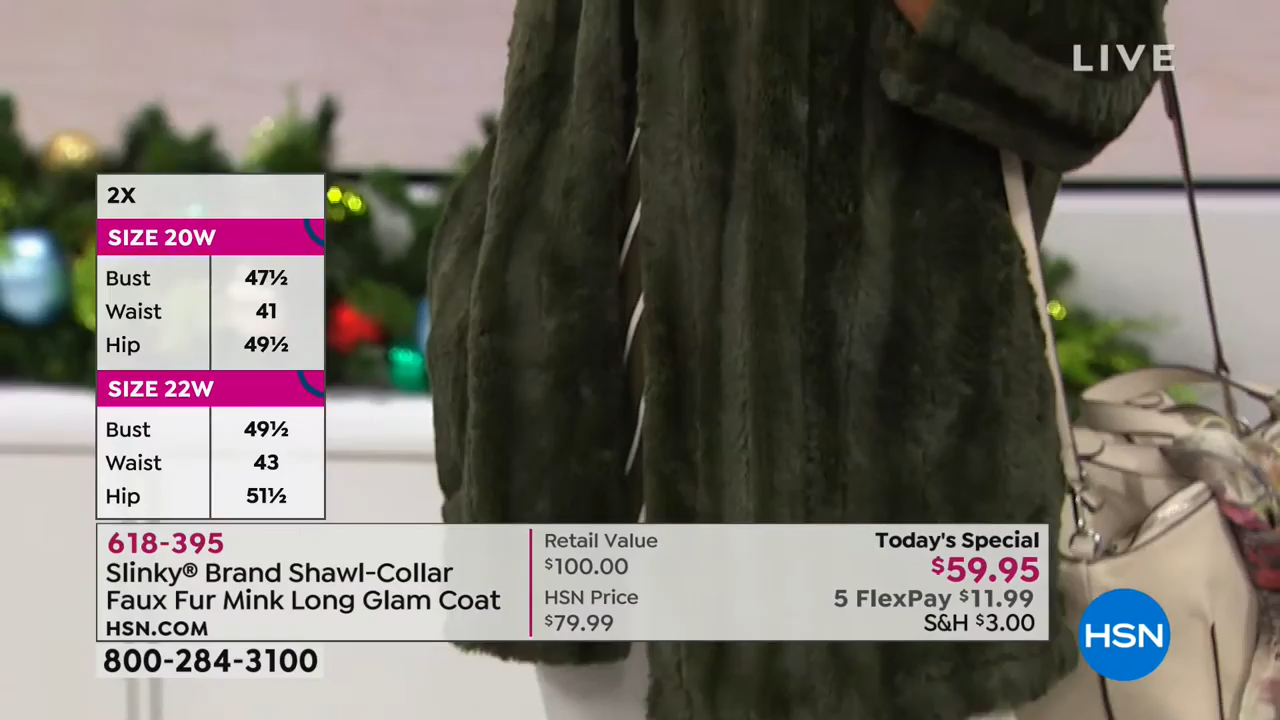 LIVE
2X
SIZE 20W
Bust 47½
Waist 41
Hip 49½
SIZE 22W
Bust 49½
Waist 43
Hip 51½
618-395
Slinky® Brand Shawl-Collar
Faux Fur Mink Long Glam Coat
HSN.COM
Retail Value
$100.00
HSN Price
$79.99
Today's Special
$59.95
5 FlexPay $11.99
S&H $3.00
HSN
800-284-3100